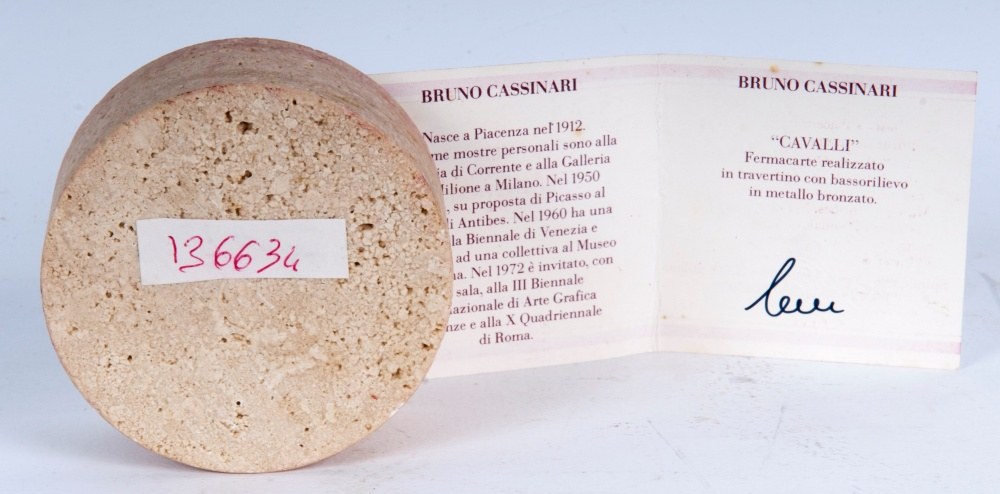 136634
BRUNO CASSINARI
Nasce a Piacenza nel 1912.
me mostre personali sono alla
ia di Corrente e alla Galleria
Milione a Milano. Nel 1950
, su proposta di Picasso al
i Antibes. Nel 1960 ha una
la Biennale di Venezia e
ad una collettiva al Museo
na. Nel 1972 è invitato, con
sala, alla III Biennale
azionale di Arte Grafica
nze e alla X Quadriennale
di Roma.
BRUNO CASSINARI
“CAVALLI”
Fermacarte realizzato
in travertino con bassorilievo
in metallo bronzato.